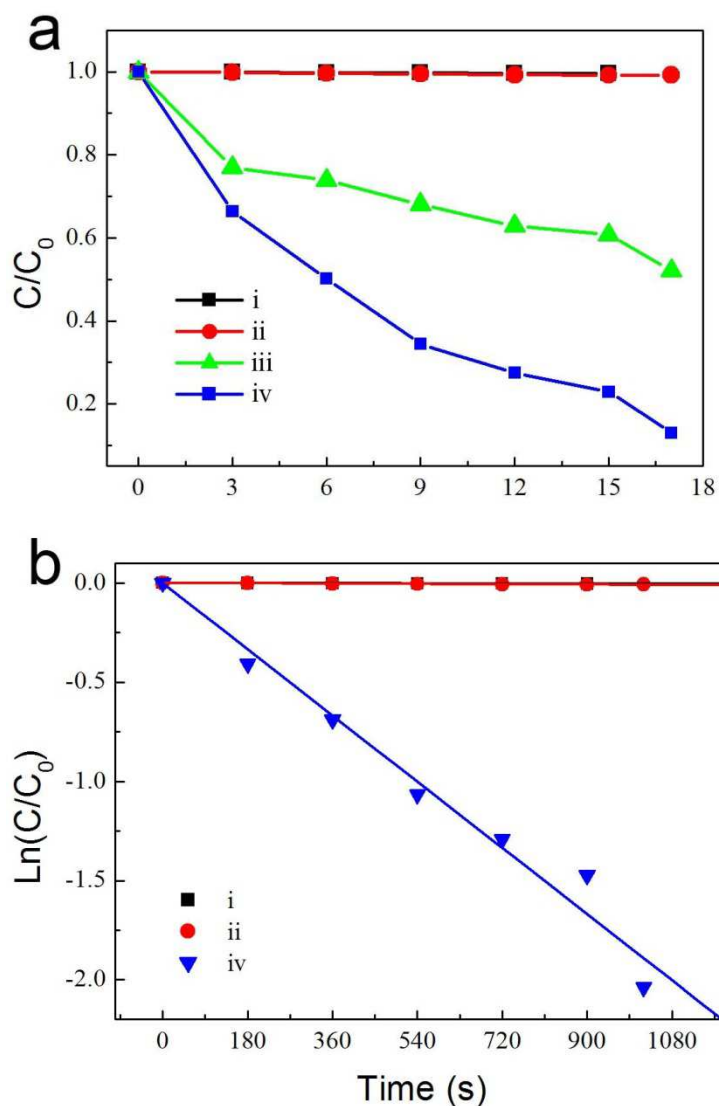 a
1.0
0.8
0.6
0.4
0.2
C/C₀
i
ii
iii
iv
0 3 6 9 12 15 18
b
0.0
-0.5
-1.0
-1.5
-2.0
Ln(C/C₀)
i
ii
iv
0 180 360 540 720 900 1080
Time (s)